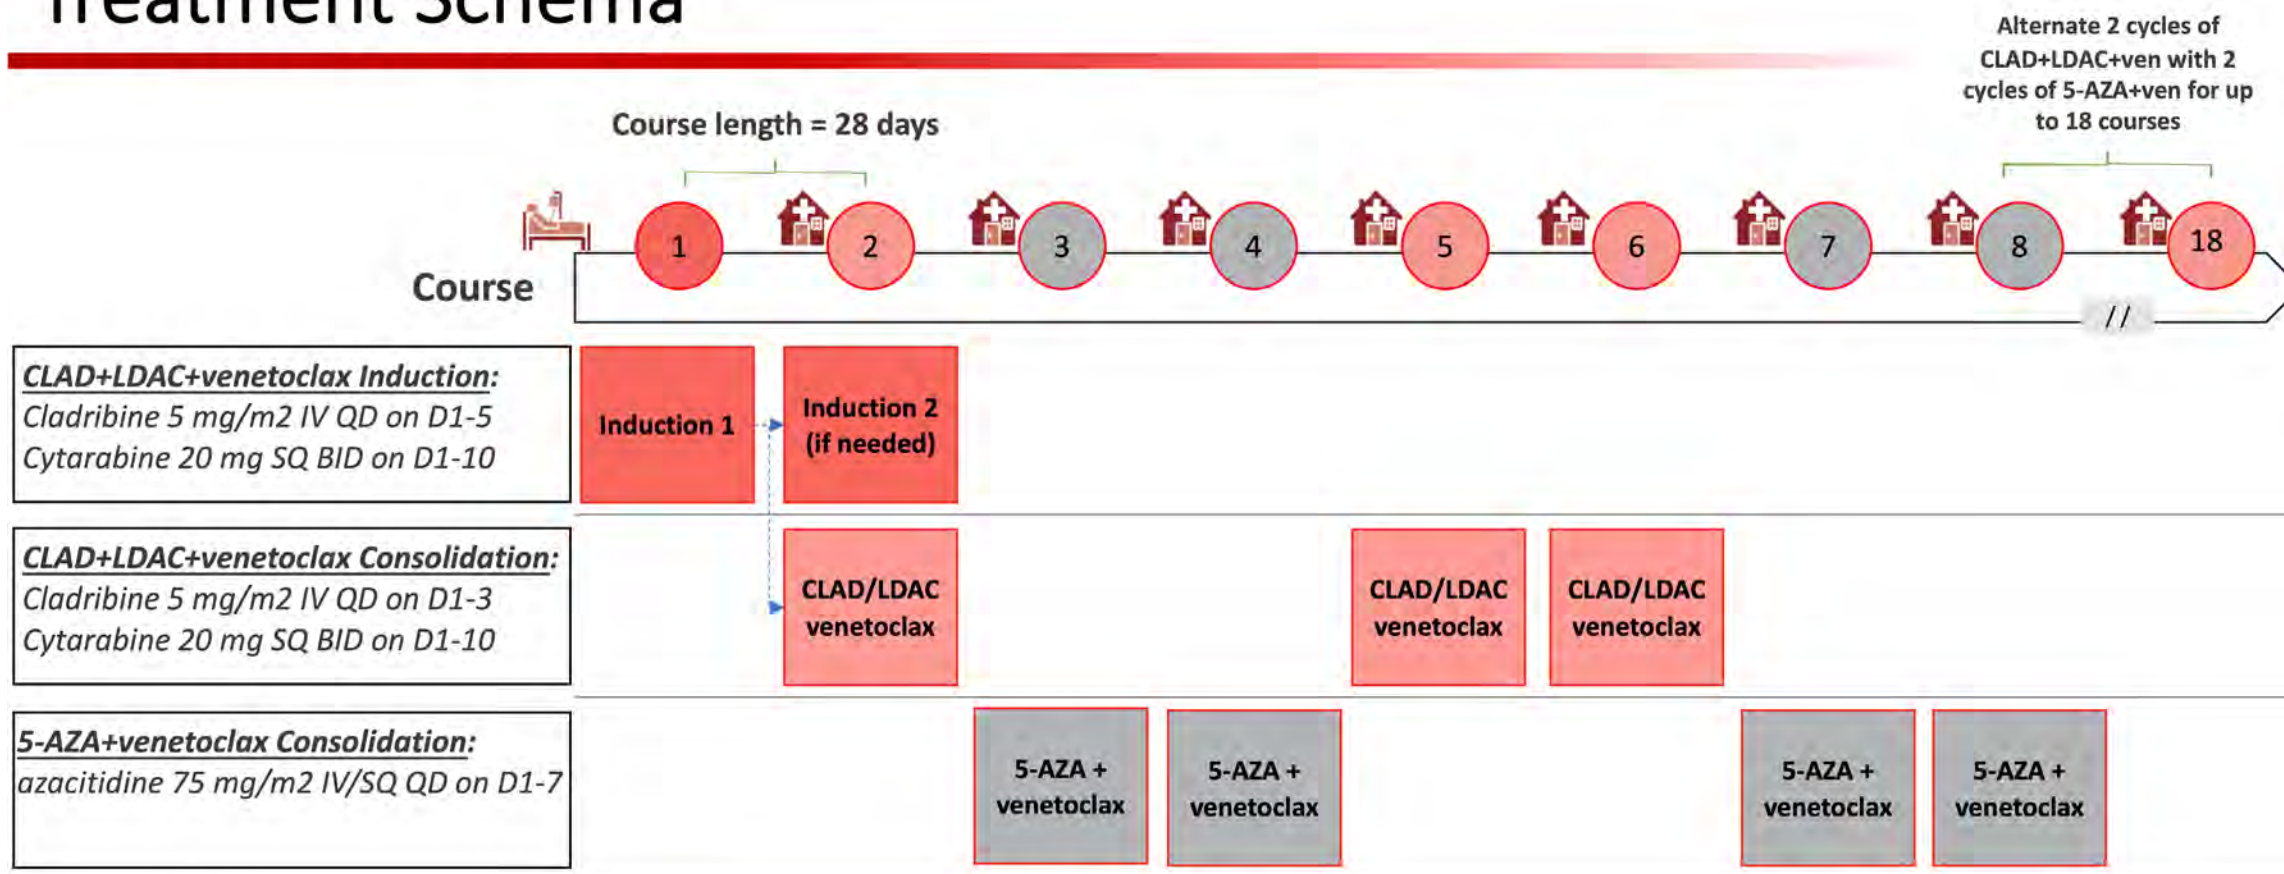 Treatment Schema
Alternate 2 cycles of
CLAD+LDAC+ven with 2
cycles of 5-AZA+ven for up
to 18 courses
Course length = 28 days
Course
1
2
3
4
5
6
7
8
18
//
CLAD+LDAC+venetoclax Induction:
Cladribine 5 mg/m2 IV QD on D1-5
Cytarabine 20 mg SQ BID on D1-10
Induction 1
Induction 2
(if needed)
CLAD+LDAC+venetoclax Consolidation:
Cladribine 5 mg/m2 IV QD on D1-3
Cytarabine 20 mg SQ BID on D1-10
CLAD/LDAC
venetoclax
CLAD/LDAC
venetoclax
CLAD/LDAC
venetoclax
5-AZA+venetoclax Consolidation:
azacitidine 75 mg/m2 IV/SQ QD on D1-7
5-AZA +
venetoclax
5-AZA +
venetoclax
5-AZA +
venetoclax
5-AZA +
venetoclax